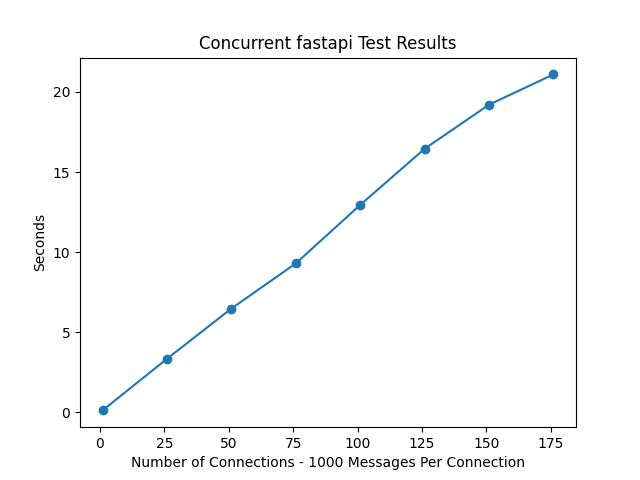 Concurrent fastapi Test Results
Seconds
20
15
10
5
0
0 25 50 75 100 125 150 175
Number of Connections - 1000 Messages Per Connection